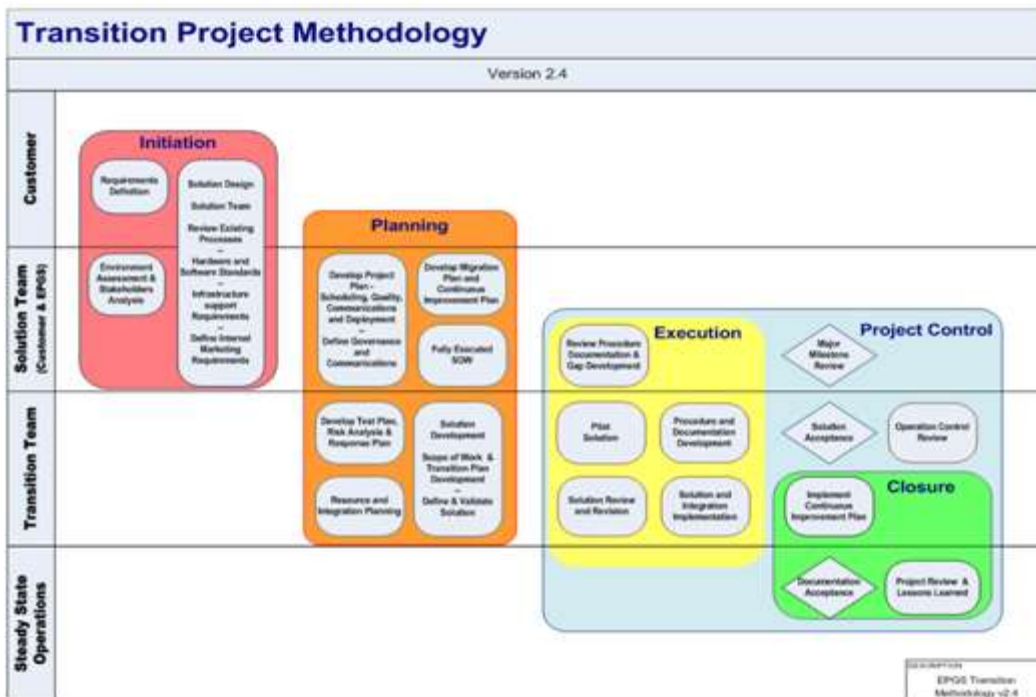 Transition Project Methodology
Version 2.4
Customer
Solution Team
(Customer & EPGS)
Transition Team
Steady State
Operations
Initiation
Requirements
Definition
Environment
Assessment &
Stakeholders
Analysis
Solution Design
Solution Team
Review Existing
Processes
–
Hardware and
Software Standards
–
Infrastructure
support
Requirements
–
Define Internal
Marketing
Requirements
Planning
Develop Project
Plan -
Scheduling, Quality,
Communications
and Deployment
–
Define Governance
and
Communications
Develop Migration
Plan and
Continuous
Improvement Plan
Fully Executed
SOW
Develop Test Plan,
Risk Analysis &
Response Plan
Resource and
Integration Planning
Solution
Development
Scope of Work &
Transition Plan
Development
–
Define & Validate
Solution
Execution
Review Procedure
Documentation &
Gap Development
Pilot
Solution
Procedure and
Documentation
Development
Solution Review
and Revision
Solution and
Integration
Implementation
Project Control
Major
Milestone
Review
Solution
Acceptance
Operation Control
Review
Closure
Implement
Continuous
Improvement Plan
Documentation
Acceptance
Project Review &
Lessons Learned
DESCRIPTION
EPGS Transition
Methodology v2.4